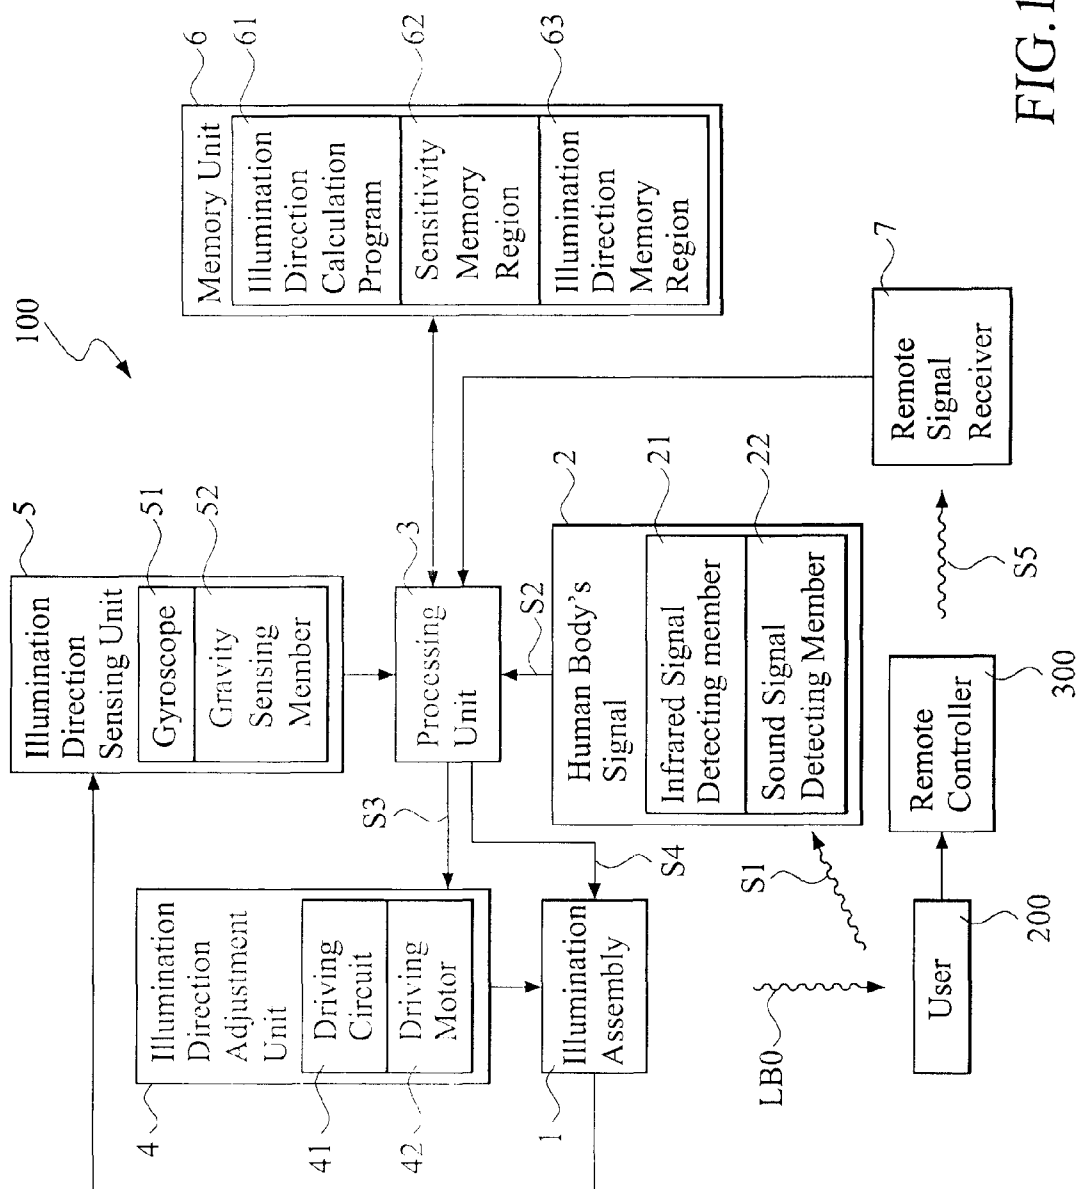 100
4
Illumination
Direction
Adjustment
Unit
41
Driving
Circuit
42
Driving
Motor
1
Illumination
Assembly
5
Illumination
Direction
Sensing Unit
51
Gyroscope
52
Gravity
Sensing
Member
3
Processing
Unit
S3
S4
S2
6
Memory Unit
61
Illumination
Direction
Calculation
Program
62
Sensitivity
Memory
Region
63
Illumination
Direction
Memory
Region
2
Human Body's
Signal
21
Infrared Signal
Detecting member
22
Sound Signal
Detecting Member
7
Remote
Signal
Receiver
LB0
S1
S5
User
200
Remote
Controller
300
FIG.1